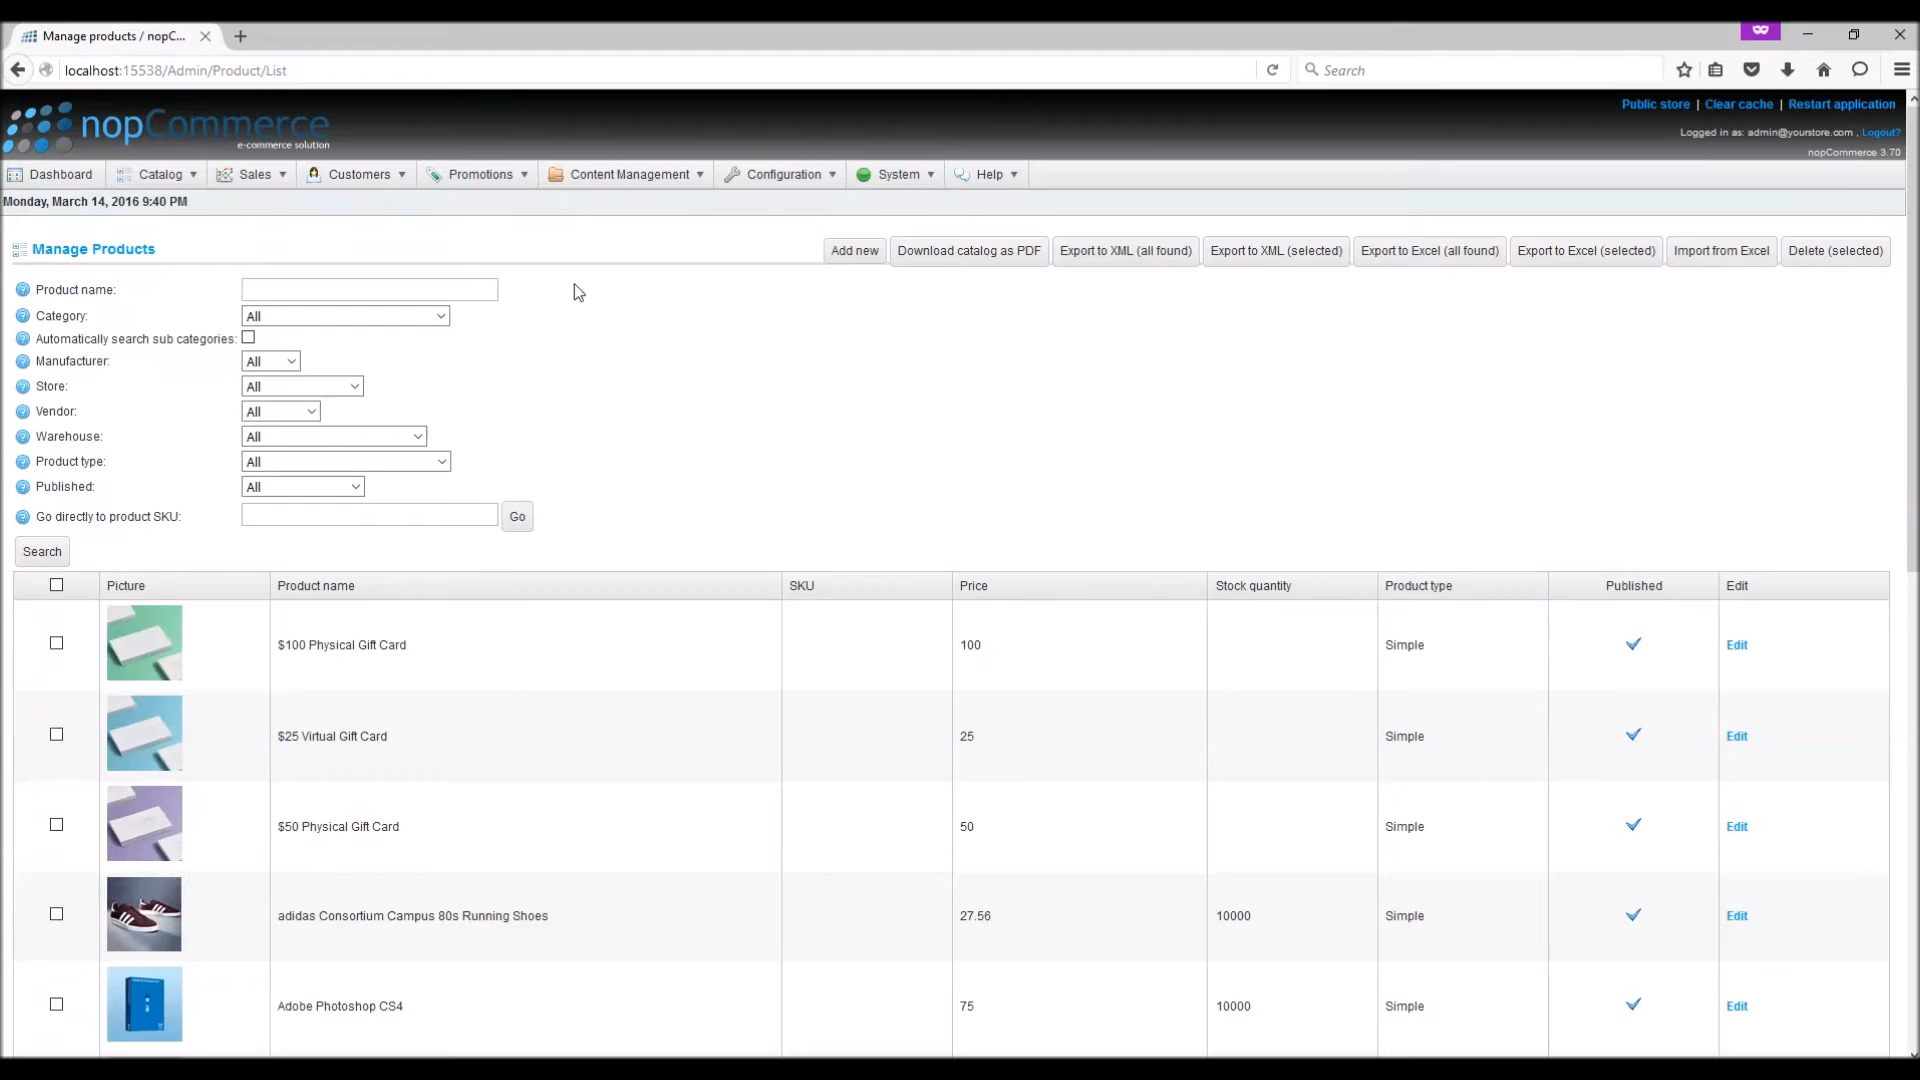 Manage products / nopC...
localhost:15538/Admin/Product/List
Search
Public store | Clear cache | Restart application
nopCommerce
e-commerce solution
Logged in as: admin@yourstore.com , Logout?
nopCommerce 3.70
Dashboard Catalog Sales Customers Promotions Content Management Configuration System Help
Monday, March 14, 2016 9:40 PM
Manage Products
Add new Download catalog as PDF Export to XML (all found) Export to XML (selected) Export to Excel (all found) Export to Excel (selected) Import from Excel Delete (selected)
Product name:
Category: All
Automatically search sub categories:
Manufacturer: All
Store: All
Vendor: All
Warehouse: All
Product type: All
Published: All
Go directly to product SKU: Go
Search
Picture Product name SKU Price Stock quantity Product type Published Edit
$100 Physical Gift Card 100 Simple Edit
$25 Virtual Gift Card 25 Simple Edit
$50 Physical Gift Card 50 Simple Edit
adidas Consortium Campus 80s Running Shoes 27.56 10000 Simple Edit
Adobe Photoshop CS4 75 10000 Simple Edit